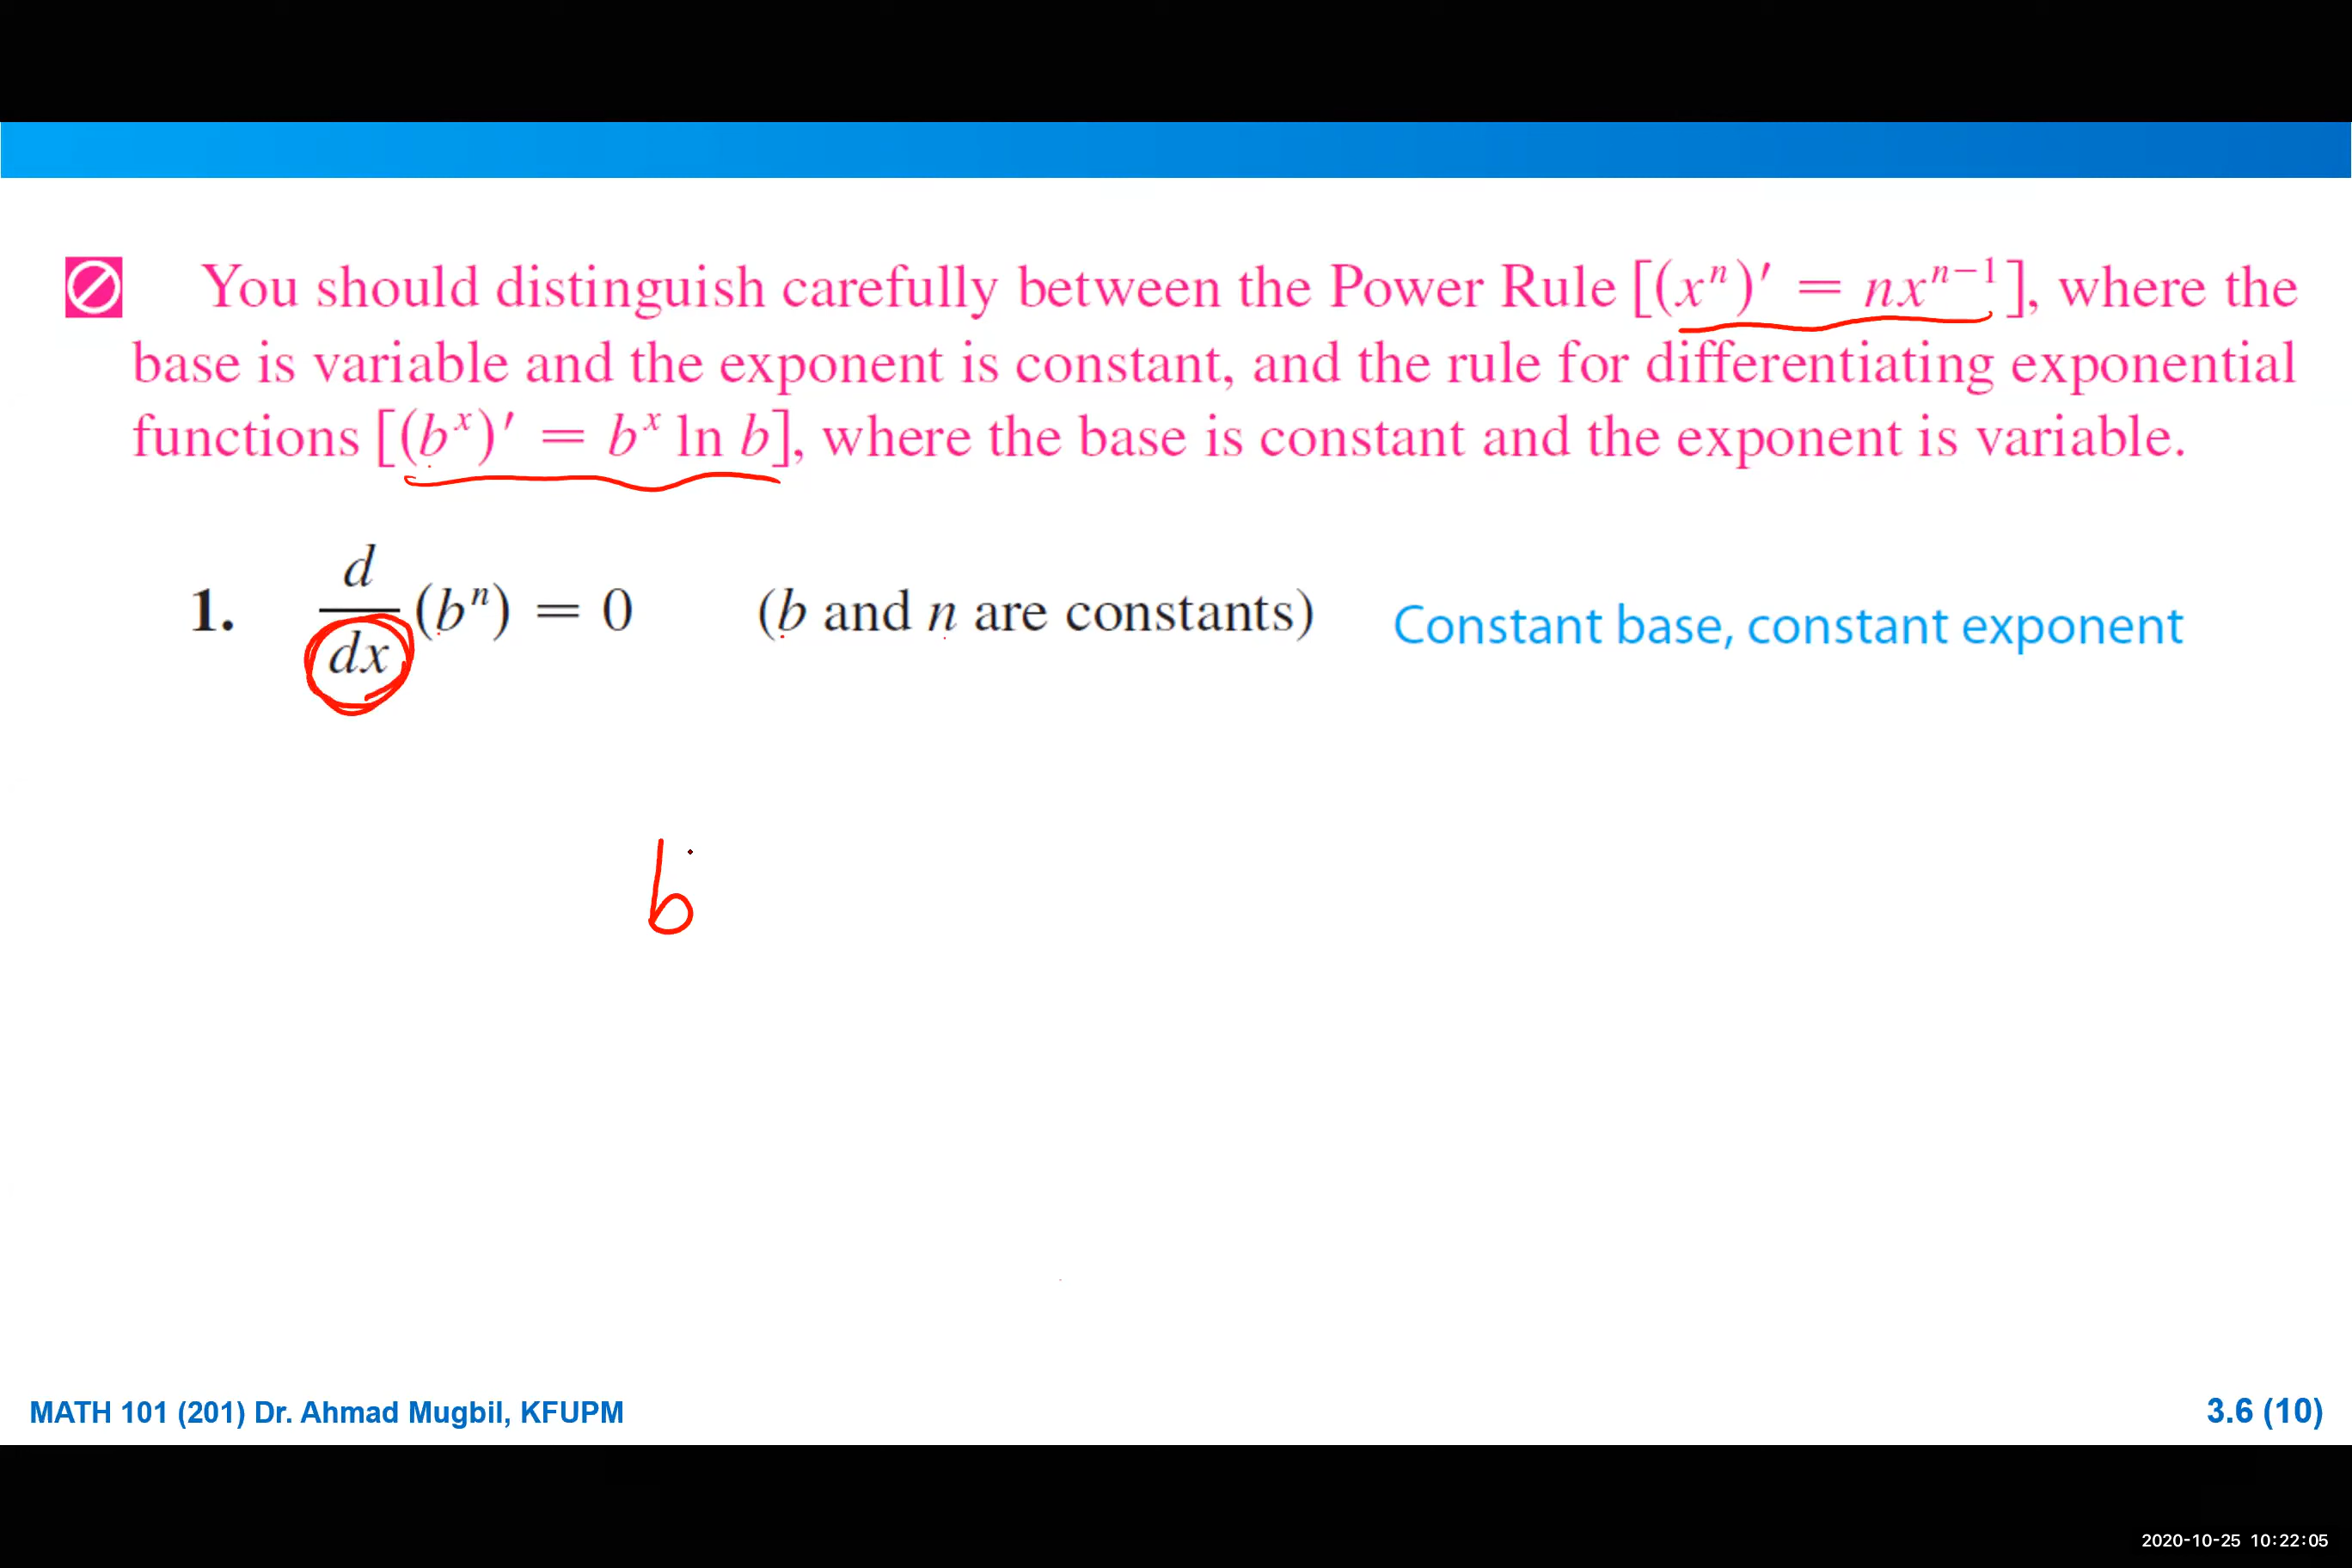 You should distinguish carefully between the Power Rule [(xⁿ)′ = nxⁿ⁻¹], where the
base is variable and the exponent is constant, and the rule for differentiating exponential
functions [(bˣ)′ = bˣ ln b], where the base is constant and the exponent is variable.
1. d/dx (bⁿ) = 0 (b and n are constants) Constant base, constant exponent
b
MATH 101 (201) Dr. Ahmad Mugbil, KFUPM 3.6 (10)
2020-10-25 10:22:05